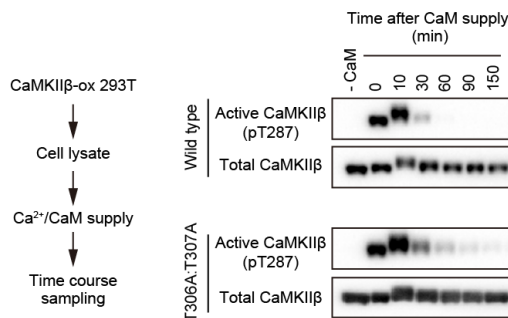 CaMKIIβ-ox 293T
Cell lysate
Ca²⁺/CaM supply
Time course
sampling
Time after CaM supply
(min)
- CaM
0
10
30
60
90
150
Wild type
Active CaMKIIβ
(pT287)
Total CaMKIIβ
T306A:T307A
Active CaMKIIβ
(pT287)
Total CaMKIIβ